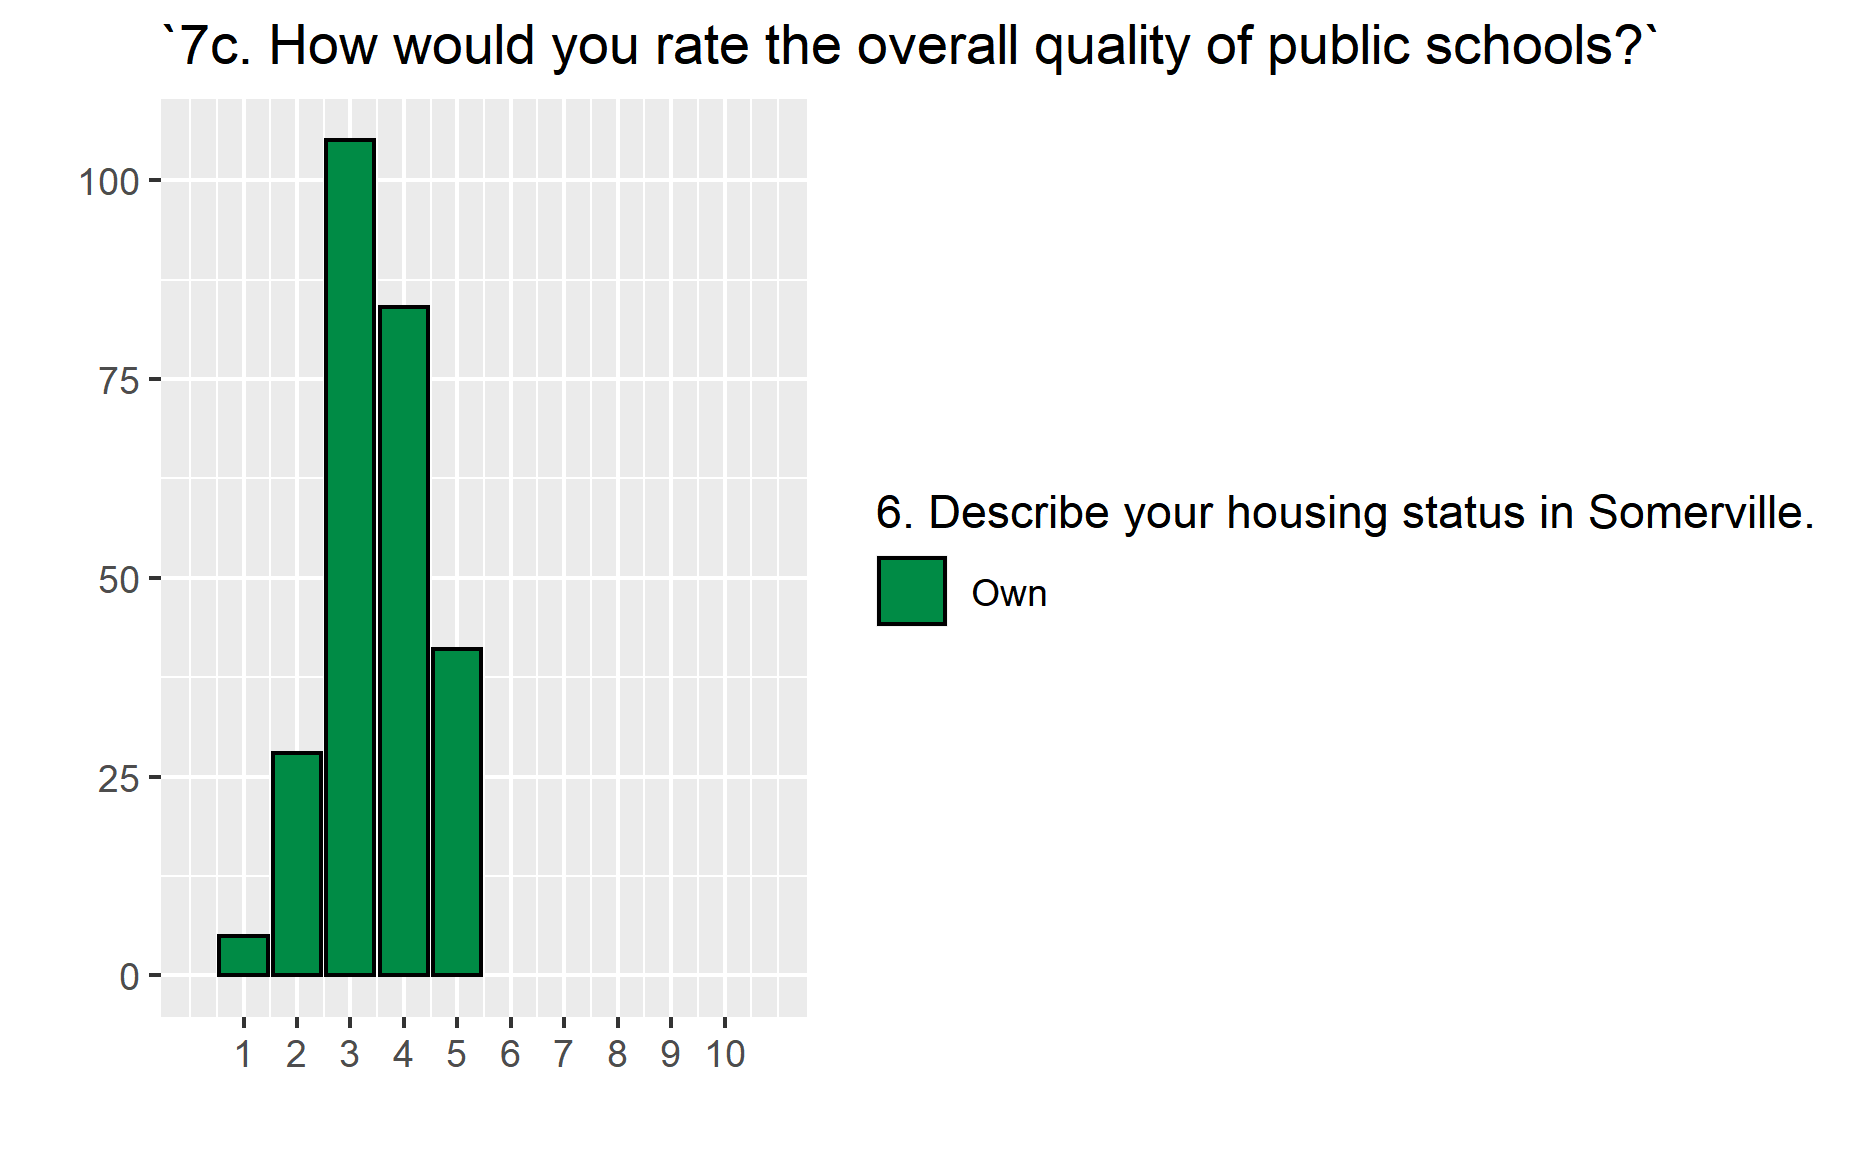 `7c. How would you rate the overall quality of public schools?`
100
75
50
25
0
1 2 3 4 5 6 7 8 9 10
6. Describe your housing status in Somerville.
Own